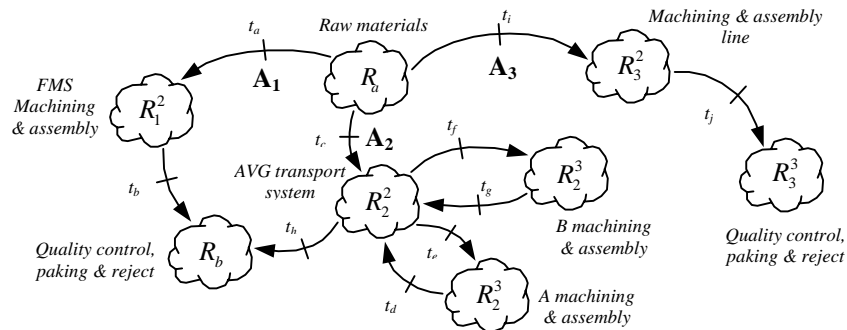 t_a
Raw materials
t_i
Machining & assembly
line
A_1
R_a
A_3
R_3^2
FMS
Machining
& assembly
R_1^2
t_c
A_2
t_f
t_j
AVG transport
system
R_2^2
R_2^3
R_3^3
t_b
t_g
B machining
& assembly
Quality control,
paking & reject
R_b
t_h
t_e
Quality control,
paking & reject
t_d
R_2^3
A machining
& assembly